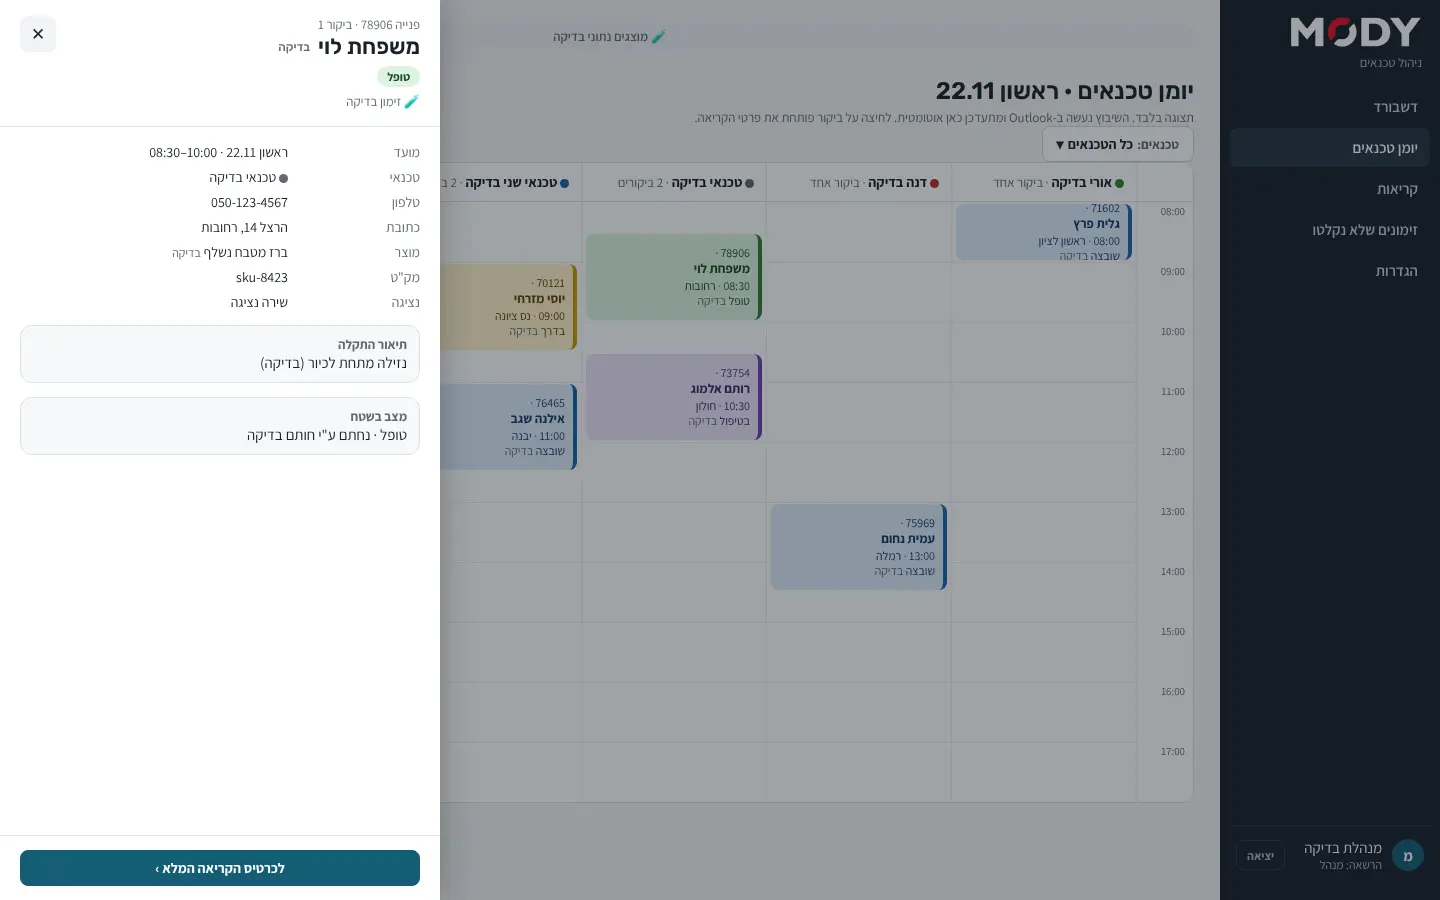 MODY
ניהול טכנאים
דשבורד
יומן טכנאים
קריאות
זימונים שלא נקלטו
הגדרות
מ
מנהלת בדיקה
הרשאה: מנהל
יציאה
🧪 מוצגים נתוני בדיקה
יומן טכנאים • ראשון 22.11
תצוגה בלבד. השיבוץ נעשה ב-Outlook ומתעדכן כאן אוטומטית. לחיצה על ביקור פותחת את פרטי הקריאה.
טכנאים: כל הטכנאים ▾
אורי בדיקה · ביקור אחד
דנה בדיקה · ביקור אחד
טכנאי בדיקה · 2 ביקורים
טכנאי שני בדיקה · 2
08:00
09:00
10:00
11:00
12:00
13:00
14:00
15:00
16:00
17:00
71602 ·
גלית פרץ
08:00 · ראשון לציון
שובצה בדיקה
75969 ·
עמית נחום
13:00 · רמלה
שובצה בדיקה
78906 ·
משפחת לוי
08:30 · רחובות
טופל בדיקה
73754 ·
רותם אלמוג
10:30 · חולון
בטיפול בדיקה
70121 ·
יוסי מזרחי
09:00 · נס ציונה
בדרך בדיקה
76465 ·
אילנה שגב
11:00 · יבנה
שובצה בדיקה
פנייה 78906 · ביקור 1
משפחת לוי בדיקה
טופל
🧪 זימון בדיקה
✕
מועד ראשון 22.11 · 08:30–10:00
טכנאי טכנאי בדיקה
טלפון 050-123-4567
כתובת הרצל 14, רחובות
מוצר ברז מטבח נשלף בדיקה
מק"ט sku-8423
נציגה שירה נציגה
תיאור התקלה
נזילה מתחת לכיור (בדיקה)
מצב בשטח
טופל · נחתם ע"י חותם בדיקה
לכרטיס הקריאה המלא ›